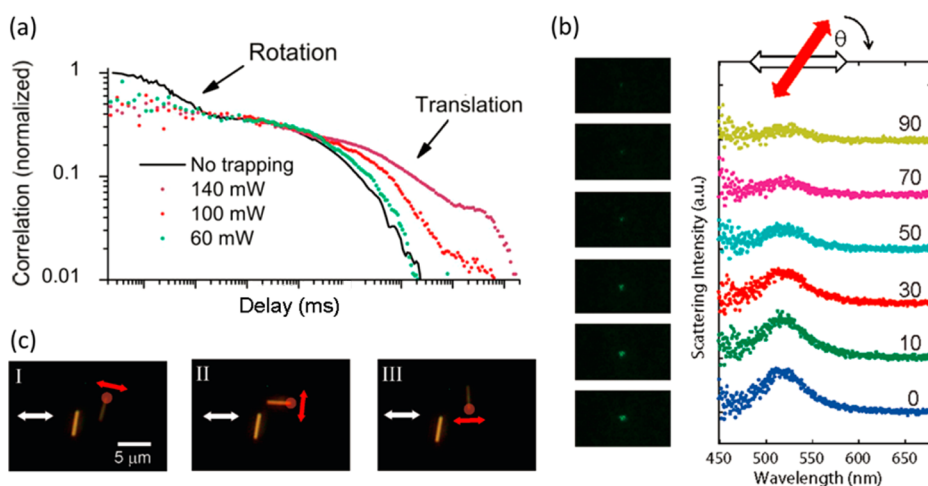 (a)
Correlation (normalized)
1
0.1
0.01
Rotation
Translation
No trapping
140 mW
100 mW
60 mW
Delay (ms)
(b)
θ
Scattering Intensity (a.u.)
90
70
50
30
10
0
450 500 550 600 650
Wavelength (nm)
(c)
I
5 μm
II
III